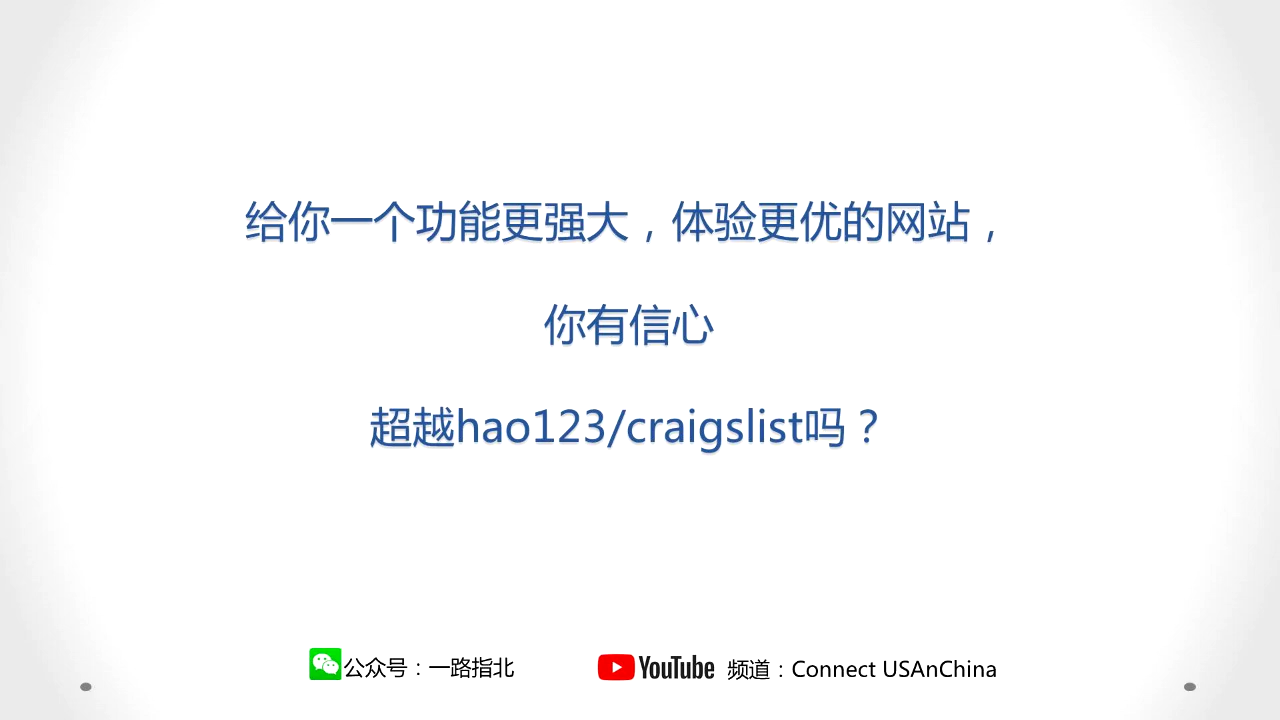 给你一个功能更强大，体验更优的网站，
你有信心
超越hao123/craigslist吗？
公众号：一路指北
YouTube 频道：Connect USAnChina